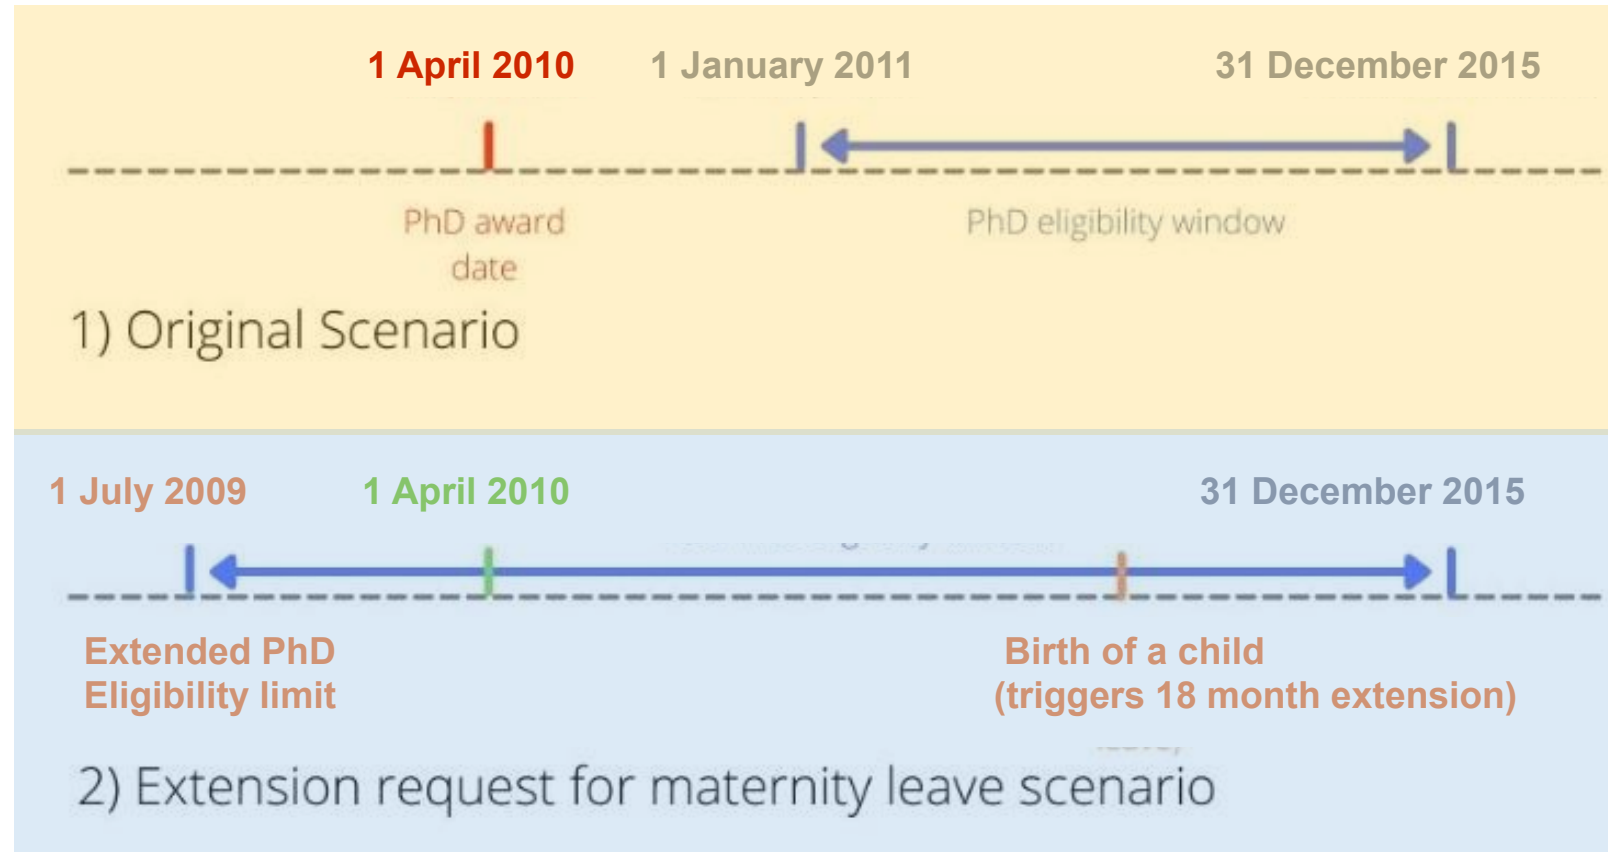 1 April 2010 1 January 2011 31 December 2015
PhD award
date
PhD eligibility window
1) Original Scenario
1 July 2009 1 April 2010 31 December 2015
Extended PhD
Eligibility limit
Birth of a child
(triggers 18 month extension)
2) Extension request for maternity leave scenario